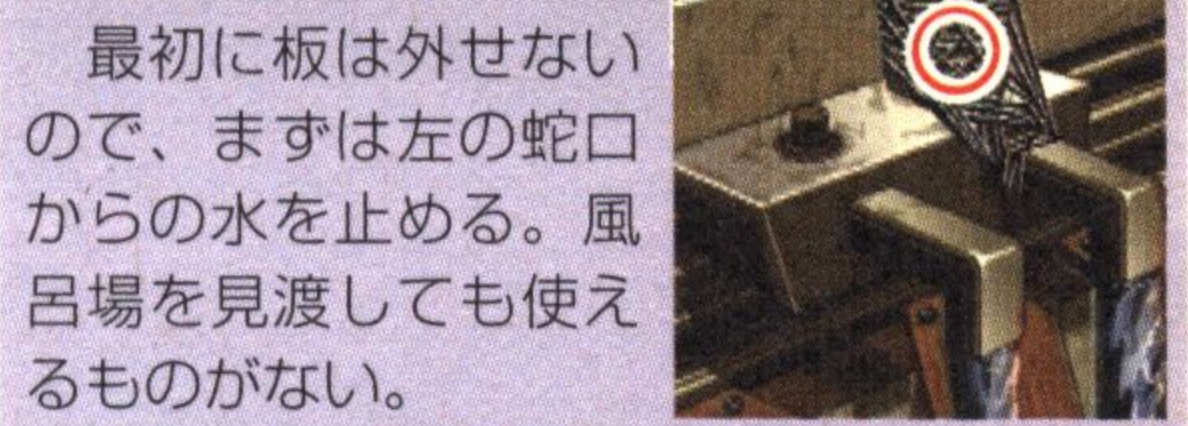 最初に板は外せない
ので、まずは左の蛇口
からの水を止める。風
呂場を見渡しても使え
るものがない。